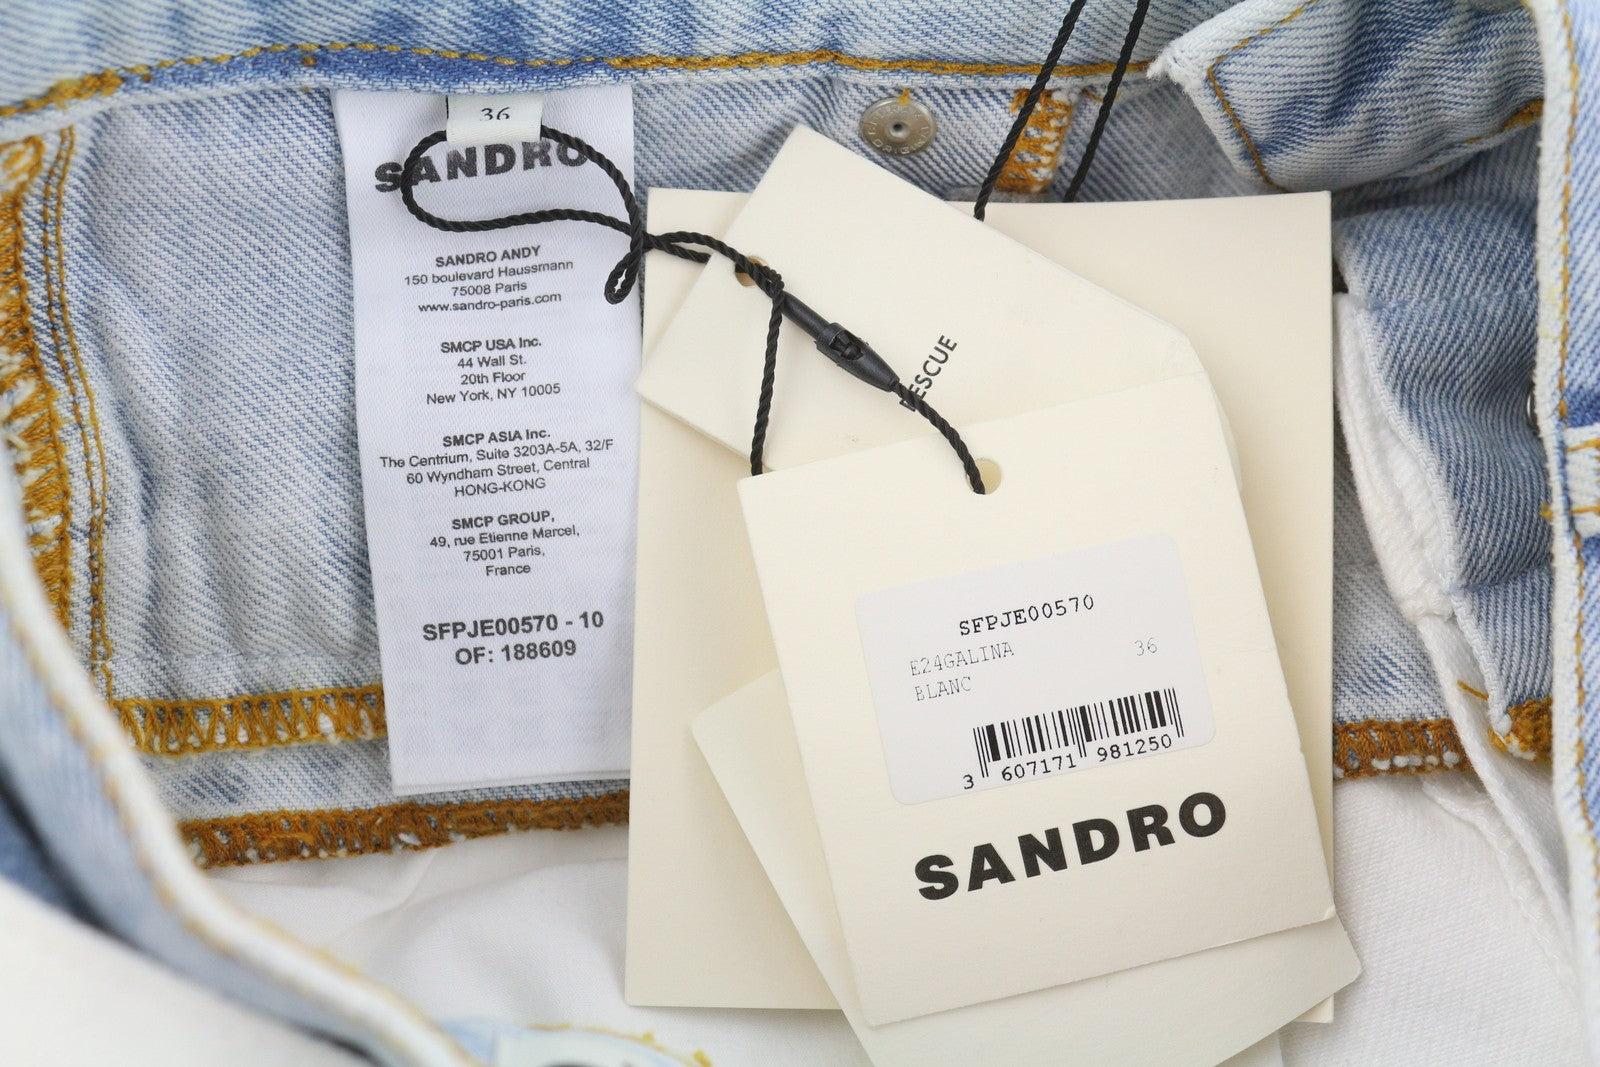 36
SANDRO
SANDRO ANDY
150 boulevard Haussmann
75008 Paris
www.sandro-paris.com
SMCP USA Inc.
44 Wall St.
20th Floor
New York, NY 10005
SMCP ASIA Inc.
The Centrium, Suite 3203A-5A, 32/F
60 Wyndham Street, Central
HONG-KONG
SMCP GROUP,
49, rue Etienne Marcel,
75001 Paris,
France
SFPJE00570 - 10
OF: 188609
RESCUE
SFPJE00570
E24GALINA 36
BLANC
3 607171 981250
SANDRO